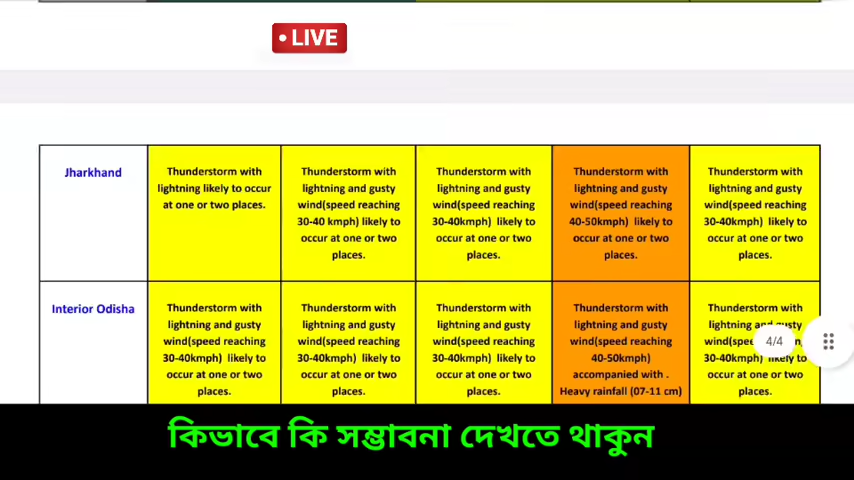 • LIVE
Jharkhand
Thunderstorm with
lightning likely to occur
at one or two places.
Thunderstorm with
lightning and gusty
wind(speed reaching
30-40 kmph) likely to
occur at one or two
places.
Thunderstorm with
lightning and gusty
wind(speed reaching
30-40kmph) likely to
occur at one or two
places.
Thunderstorm with
lightning and gusty
wind(speed reaching
40-50kmph) likely to
occur at one or two
places.
Thunderstorm with
lightning and gusty
wind(speed reaching
30-40kmph) likely to
occur at one or two
places.
Interior Odisha
Thunderstorm with
lightning and gusty
wind(speed reaching
30-40kmph) likely to
occur at one or two
places.
Thunderstorm with
lightning and gusty
wind(speed reaching
30-40kmph) likely to
occur at one or two
places.
Thunderstorm with
lightning and gusty
wind(speed reaching
30-40kmph) likely to
occur at one or two
places.
Thunderstorm with
lightning and gusty
wind(speed reaching
40-50kmph)
accompanied with .
Heavy rainfall (07-11 cm)
Thunderstorm with
lightning and gusty
30-40kmph) likely to
occur at one or two
places.
4/4
কিভাবে কি সম্ভাবনা দেখতে থাকুন